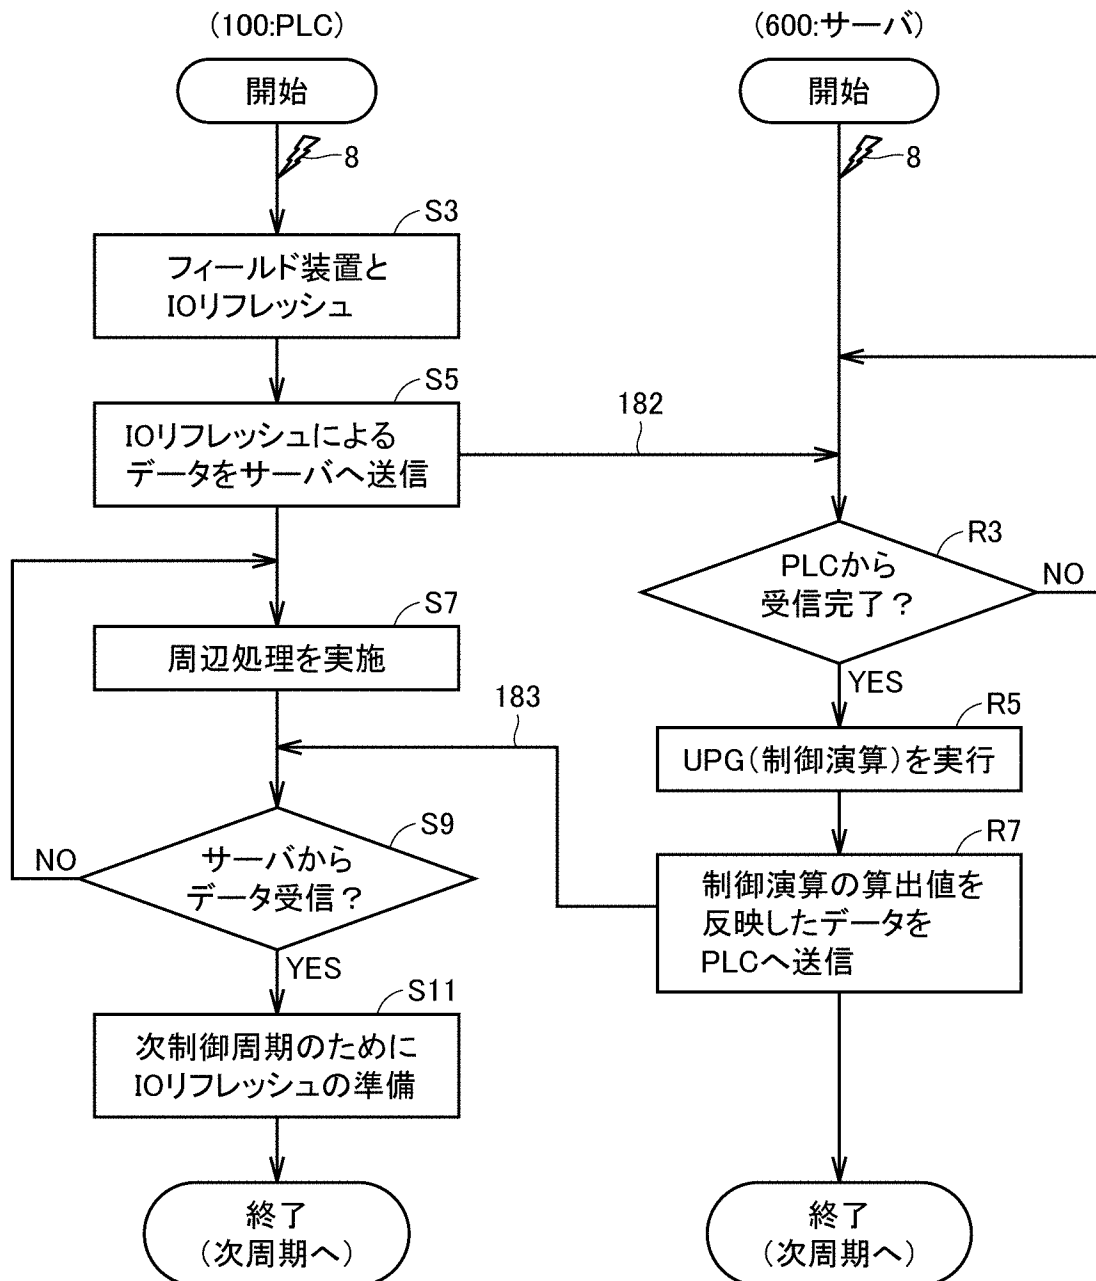 (100:PLC)
開始
8
S3
フィールド装置と
IOリフレッシュ
S5
IOリフレッシュによる
データをサーバへ送信
182
S7
周辺処理を実施
183
S9
サーバから
データ受信？
NO
YES
S11
次制御周期のために
IOリフレッシュの準備
終了
(次周期へ)
(600:サーバ)
開始
8
R3
PLCから
受信完了？
NO
YES
R5
UPG(制御演算)を実行
R7
制御演算の算出値を
反映したデータを
PLCへ送信
終了
(次周期へ)